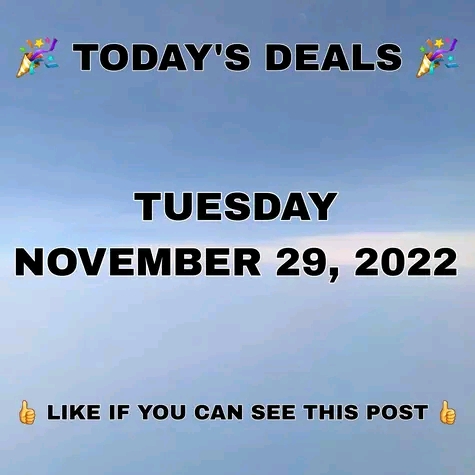 🎉 TODAY'S DEALS 🎉
TUESDAY
NOVEMBER 29, 2022
👍 LIKE IF YOU CAN SEE THIS POST 👍